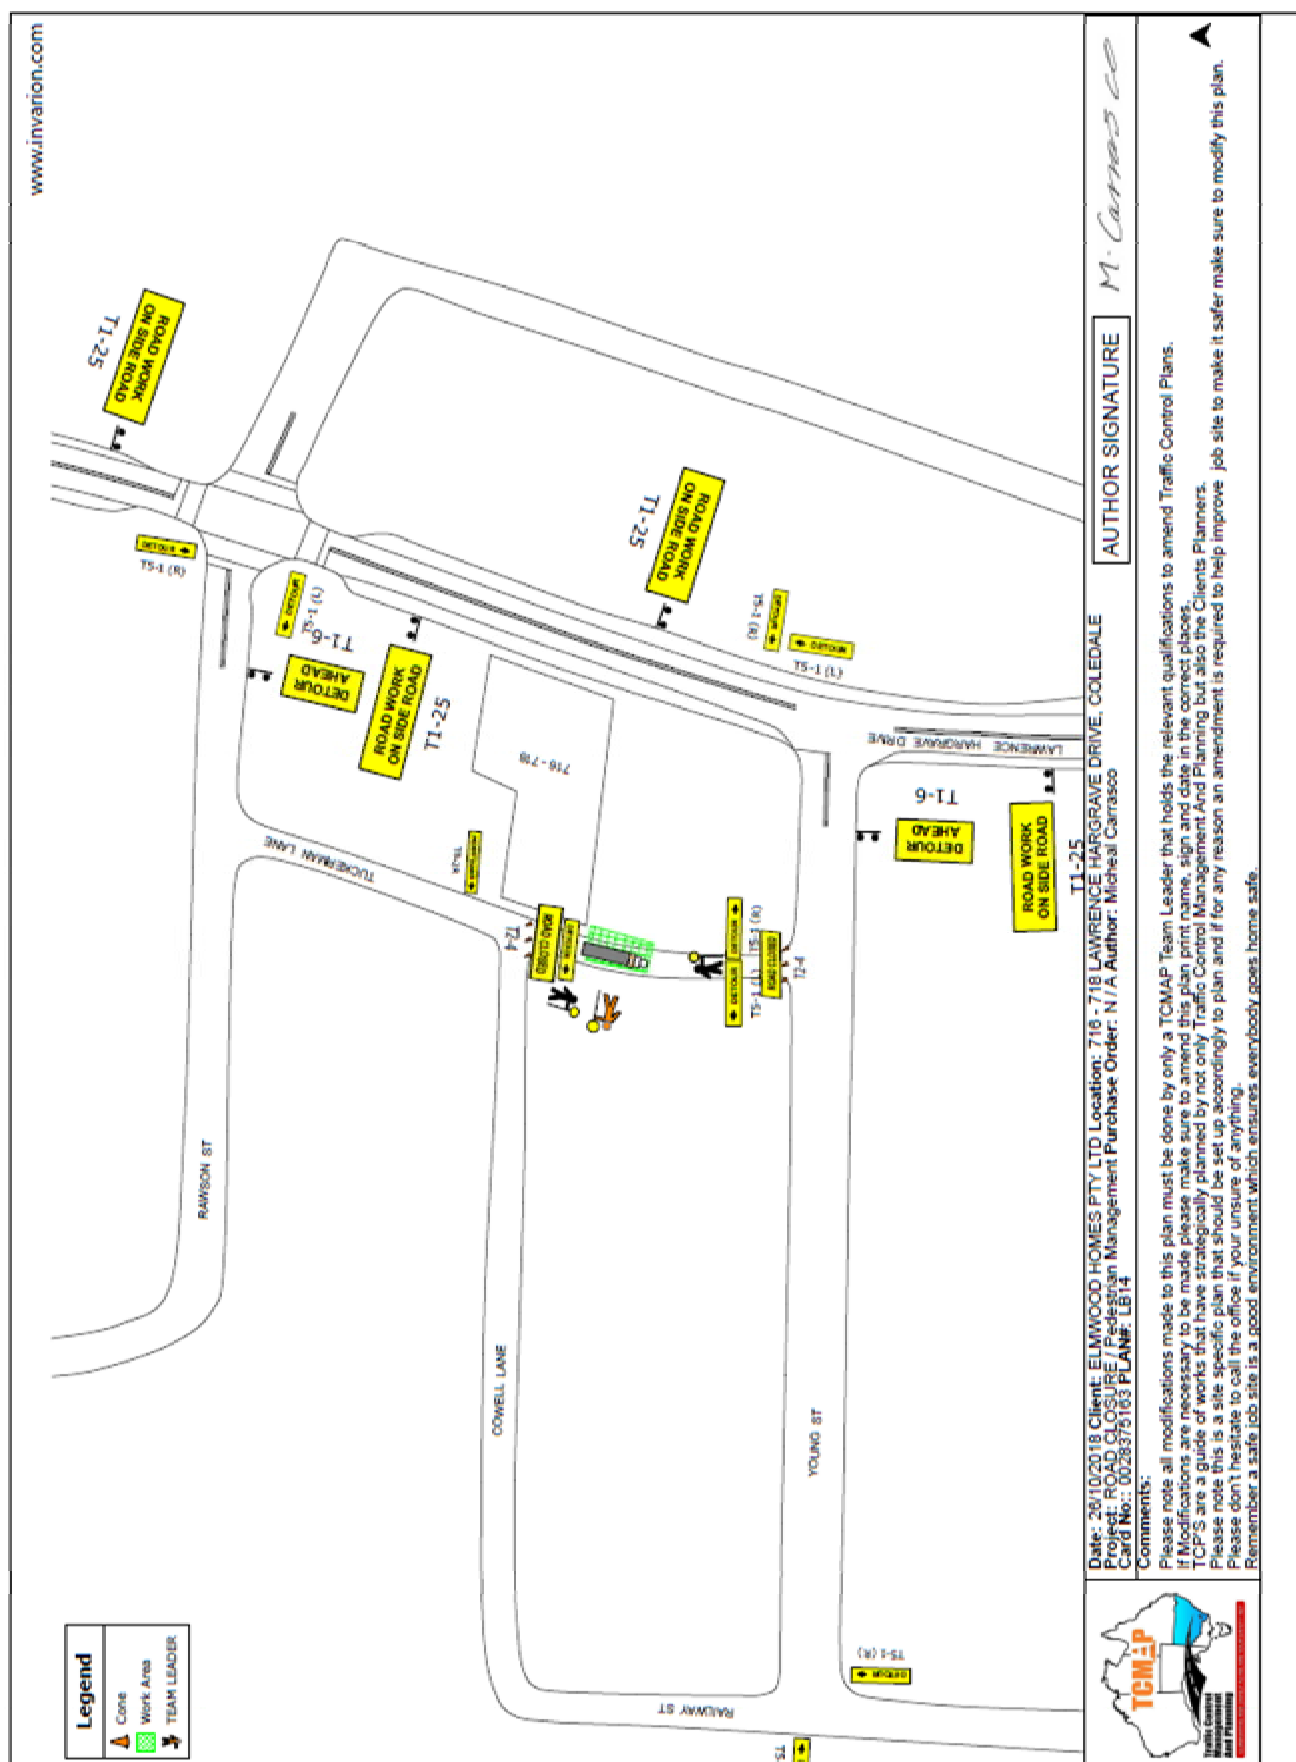 www.invarion.com
T1-25
ROAD WORK
ON SIDE ROAD
T5-1 (R)
DETOUR
T5-1 (L)
T1-6
DETOUR
AHEAD
ROAD WORK
ON SIDE ROAD
T1-25
T1-25
ROAD WORK
ON SIDE ROAD
DETOUR
T5-1 (R)
T5-1 (L)
716 - 718
LAWRENCE HARGRAVE DRIVE
T1-6
DETOUR
AHEAD
ROAD WORK
ON SIDE ROAD
T1-25
TUCKERMAN LANE
T2-4
ROAD CLOSED
DETOUR
DETOUR
DETOUR
T5-1 (L)
T5-1 (R)
ROAD CLOSED
T2-4
RAWSON ST
COWELL LANE
YOUNG ST
RAILWAY ST
T5-1 (R)
DETOUR
T5-
Legend
Cone
Work Area
TEAM LEADER
Date: 26/10/2018 Client: ELMWOOD HOMES PTY LTD Location: 716 - 718 LAWRENCE HARGRAVE DRIVE, COLEDALE
Project: ROAD CLOSURE / Pedestrian Management Purchase Order: N/A Author: Micheal Carrasco
Card No.: 0028375163 PLAN#: LB14
AUTHOR SIGNATURE
M. Carrasco
Comments:
Please note all modifications made to this plan must be done by only a TCMAP Team Leader that holds the relevant qualifications to amend Traffic Control Plans.
If Modifications are necessary to be made please make sure to amend this plan print name, sign and date in the correct places.
TCP'S are a guide of works that have strategically planned by not only Traffic Control Management And Planning but also the Clients Planners.
Please note this is a site specific plan that should be set up accordingly to plan and if for any reason an amendment is required to help improve job site to make it safer make sure to modify this plan.
Please don't hesitate to call the office if your unsure of anything.
Remember a safe job site is a good environment which ensures everybody goes home safe.
TCMAP
Traffic Control
Management
And Planning